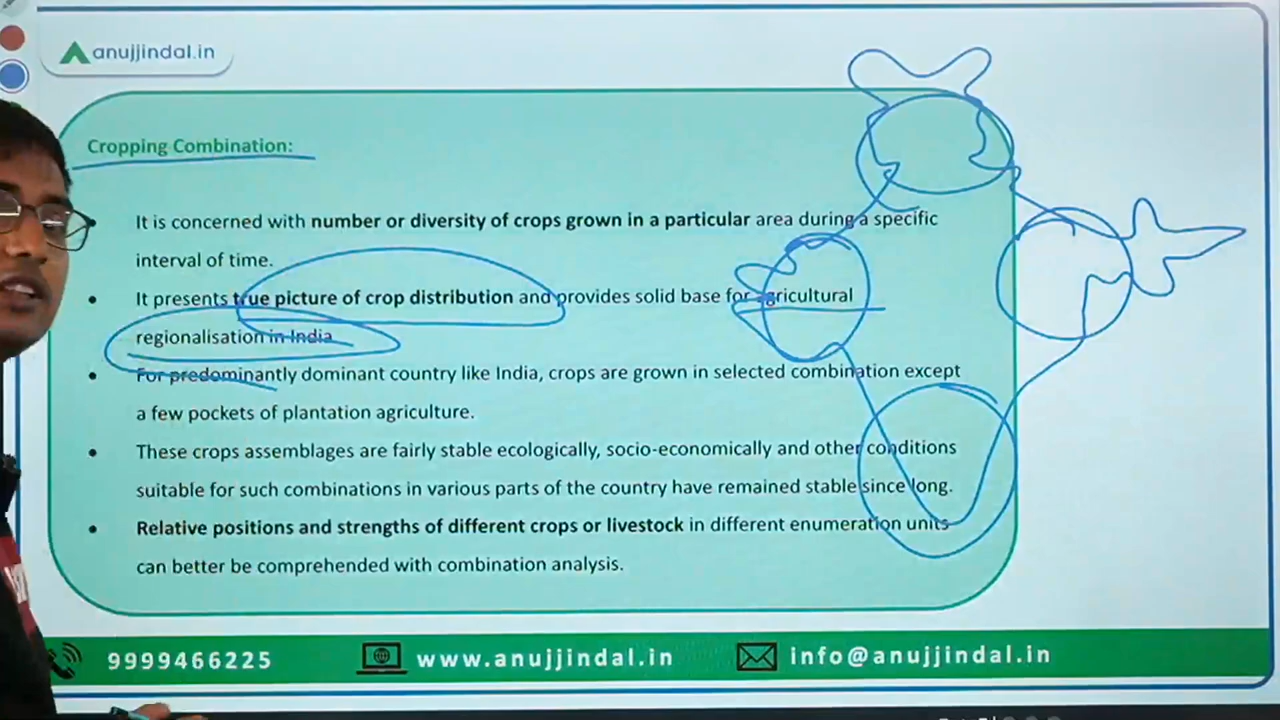 anujjindal.in
Cropping Combination:
It is concerned with number or diversity of crops grown in a particular area during a specific
interval of time.
It presents true picture of crop distribution and provides solid base for agricultural
regionalisation in India
For predominantly dominant country like India, crops are grown in selected combination except
a few pockets of plantation agriculture.
These crops assemblages are fairly stable ecologically, socio-economically and other conditions
suitable for such combinations in various parts of the country have remained stable since long.
Relative positions and strengths of different crops or livestock in different enumeration units
can better be comprehended with combination analysis.
9999466225 www.anujjindal.in info@anujjindal.in